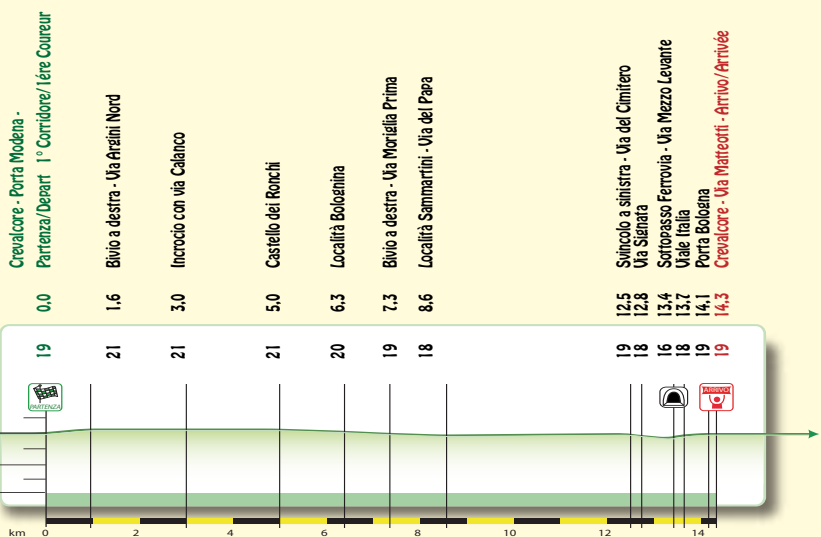 Crevalcore - Porta Modena -
Partenza/Depart 1° Corridore/1ére Coureur 0.0 19
Bivio a destra - Via Argini Nord 1.6 21
Incrocio con via Calanco 3.0 21
Castello dei Ronchi 5.0 21
Località Bolognina 6.3 20
Bivio a destra - Via Moriglia Prima 7.3 19
Località Sammartini - Via del Papa 8.6 18
Svincolo a sinistra - Via del Cimitero 12.5 19
Via Signata 12.8 18
Sottopasso Ferrovia - Via Mezzo Levante 13.4 16
Viale Italia 13.7 18
Porta Bologna 14.1 19
Crevalcore - Via Matteotti - Arrivo/Arrivée 14.3 19
PARTENZA
ARRIVO
km 0 2 4 6 8 10 12 14